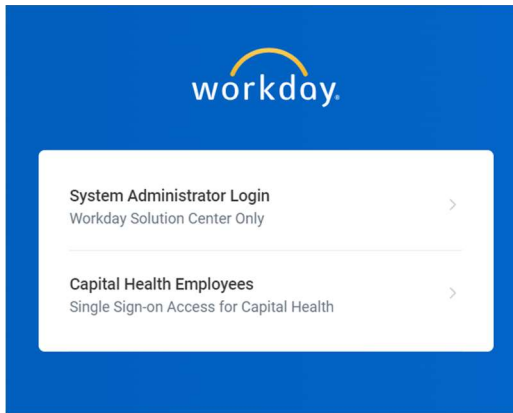 workday.
System Administrator Login
Workday Solution Center Only
Capital Health Employees
Single Sign-on Access for Capital Health